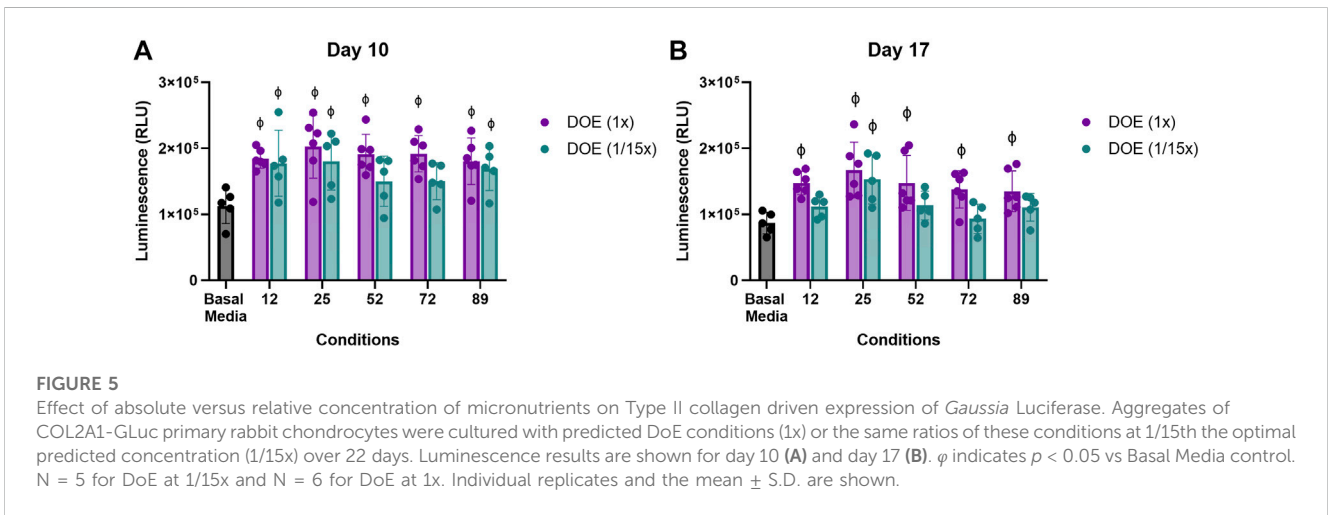 A
Day 10
B
Day 17
3×10⁵
2×10⁵
1×10⁵
0
Luminescence (RLU)
ϕ ϕ ϕ ϕ ϕ ϕ ϕ ϕ
DOE (1x)
DOE (1/15x)
Basal Media 12 25 52 72 89
Conditions
3×10⁵
2×10⁵
1×10⁵
0
Luminescence (RLU)
ϕ ϕ ϕ ϕ ϕ ϕ
DOE (1x)
DOE (1/15x)
Basal Media 12 25 52 72 89
Conditions
FIGURE 5
Effect of absolute versus relative concentration of micronutrients on Type II collagen driven expression of Gaussia Luciferase. Aggregates of
COL2A1-GLuc primary rabbit chondrocytes were cultured with predicted DoE conditions (1x) or the same ratios of these conditions at 1/15th the optimal
predicted concentration (1/15x) over 22 days. Luminescence results are shown for day 10 (A) and day 17 (B). φ indicates p < 0.05 vs Basal Media control.
N = 5 for DoE at 1/15x and N = 6 for DoE at 1x. Individual replicates and the mean ± S.D. are shown.